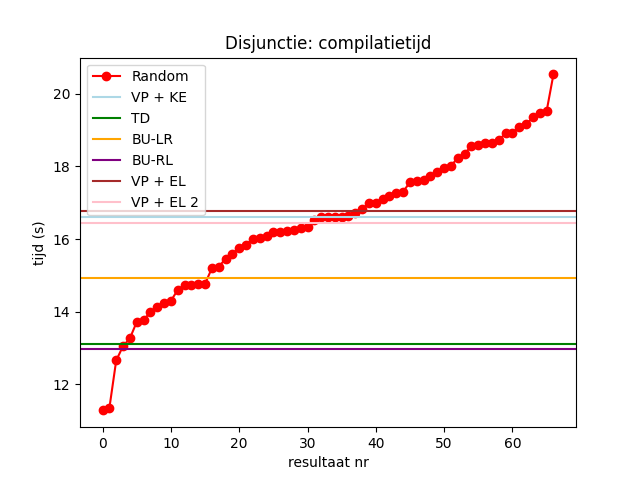 Disjunctie: compilatietijd
Random
VP + KE
TD
BU-LR
BU-RL
VP + EL
VP + EL 2
tijd (s)
20
18
16
14
12
0 10 20 30 40 50 60
resultaat nr